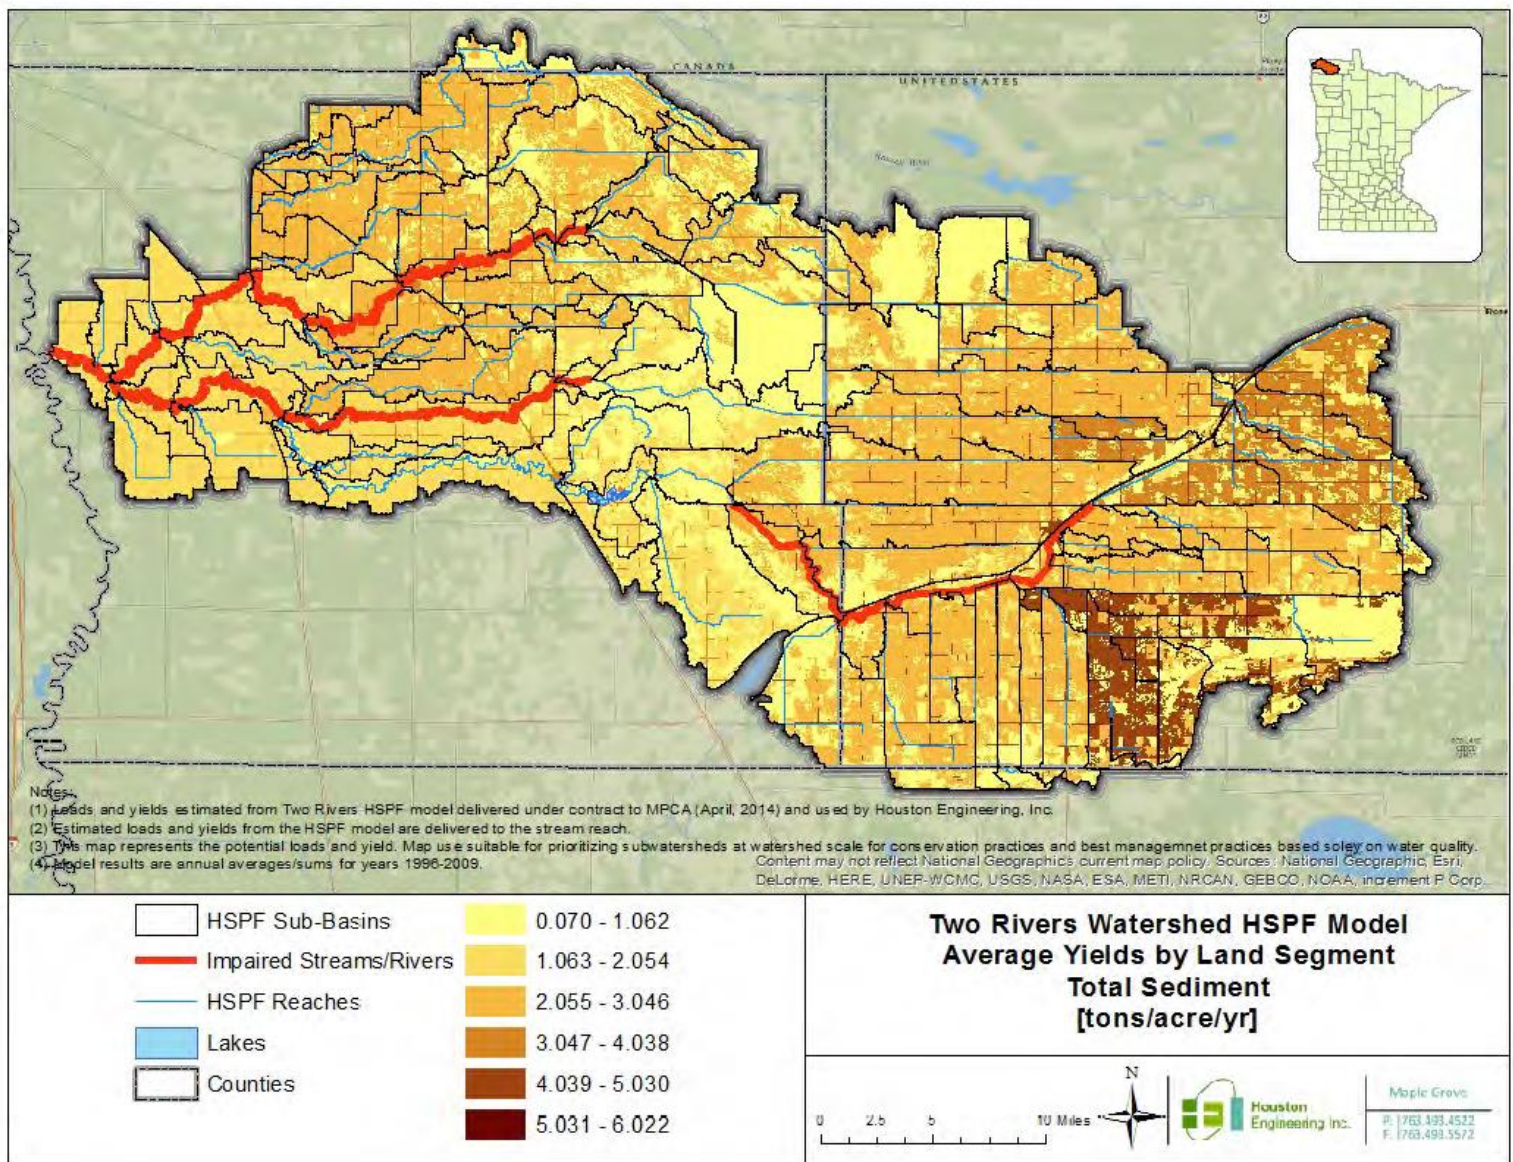 CANADA
UNITED STATES
Notes:
(1) Loads and yields estimated from Two Rivers HSPF model delivered under contract to MPCA (April, 2014) and used by Houston Engineering, Inc.
(2) Estimated loads and yields from the HSPF model are delivered to the stream reach.
(3) This map represents the potential loads and yield. Map use suitable for prioritizing subwatersheds at watershed scale for conservation practices and best managemnet practices based soley on water quality.
(4) Model results are annual averages/sums for years 1996-2009.
Content may not reflect National Geographic's current map policy. Sources: National Geographic, Esri,
DeLorme, HERE, UNEP-WCMC, USGS, NASA, ESA, METI, NRCAN, GEBCO, NOAA, increment P Corp.
HSPF Sub-Basins
Impaired Streams/Rivers
HSPF Reaches
Lakes
Counties
0.070 - 1.062
1.063 - 2.054
2.055 - 3.046
3.047 - 4.038
4.039 - 5.030
5.031 - 6.022
Two Rivers Watershed HSPF Model
Average Yields by Land Segment
Total Sediment
[tons/acre/yr]
0 2.5 5 10 Miles
N
Houston
Engineering Inc.
Maple Grove
P: 763.493.4522
F: 763.493.5572